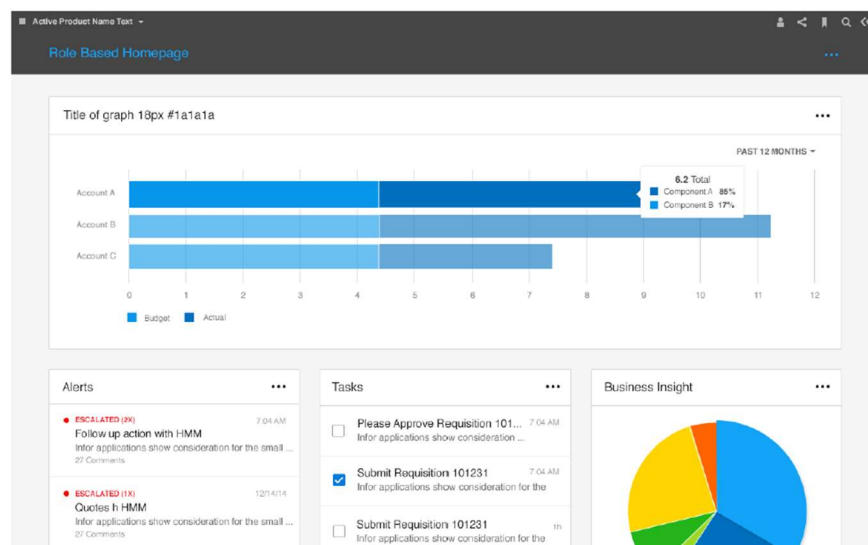 Active Product Name Text
Role Based Homepage
Title of graph 18px #1a1a1a
PAST 12 MONTHS
6.2 Total
Component A 85%
Component B 17%
Account A
Account B
Account C
0 1 2 3 4 5 6 7 8 9 10 11 12
Budget Actual
Alerts
ESCALATED (2X) 7:04 AM
Follow up action with HMM
Infor applications show consideration for the small ...
27 Comments
ESCALATED (1X) 12/14/14
Quotes h HMM
Infor applications show consideration for the small ...
27 Comments
Tasks
Please Approve Requisition 101... 7:04 AM
Infor applications show consideration ...
Submit Requisition 101231 7:04 AM
Infor applications show consideration for the
Submit Requisition 101231 1h
Infor applications show consideration for the
Business Insight